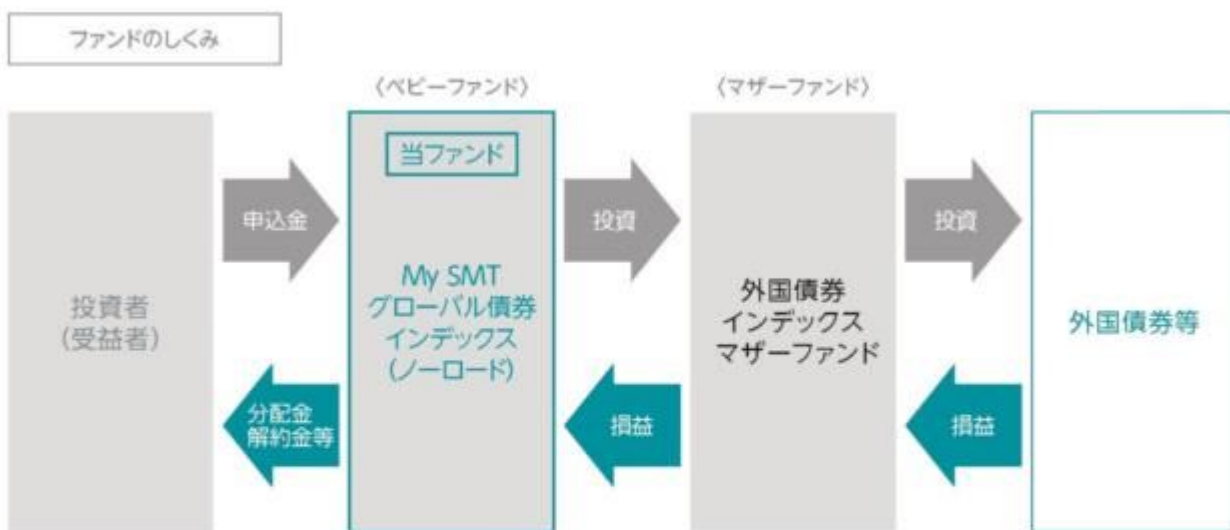 ファンドのしくみ
〈ベビーファンド〉
〈マザーファンド〉
投資者
(受益者)
申込金
分配金
解約金等
当ファンド
My SMT
グローバル債券
インデックス
(ノーロード)
投資
損益
外国債券
インデックス
マザーファンド
投資
損益
外国債券等